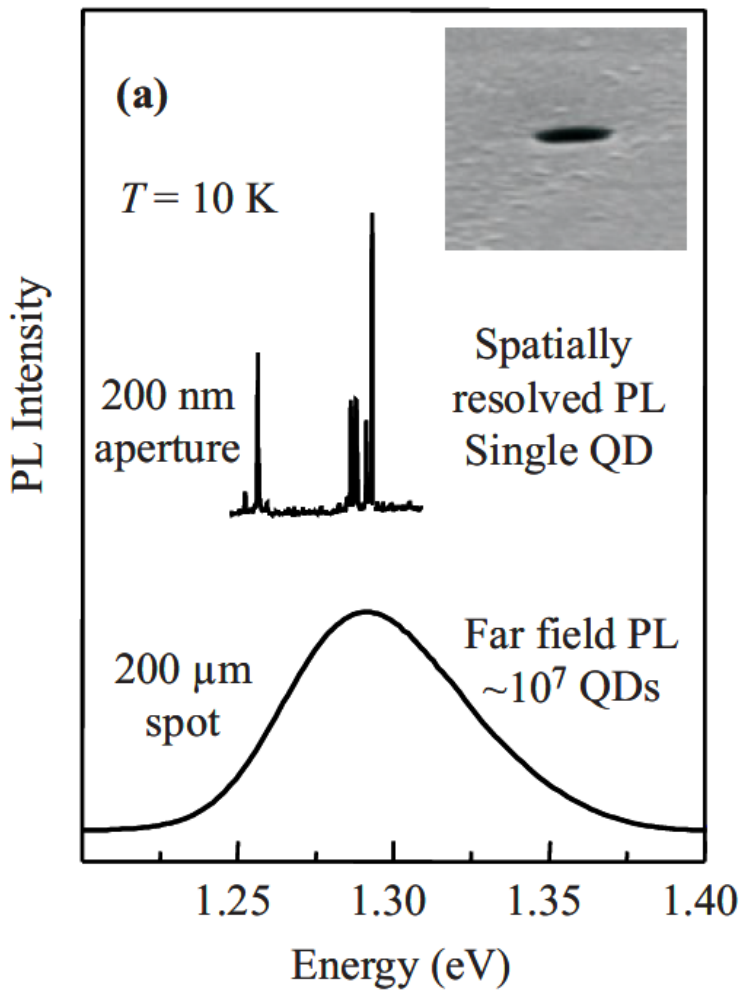 (a)
T = 10 K
PL Intensity
200 nm
aperture
Spatially
resolved PL
Single QD
200 µm
spot
Far field PL
~10⁷ QDs
1.25
1.30
1.35
1.40
Energy (eV)